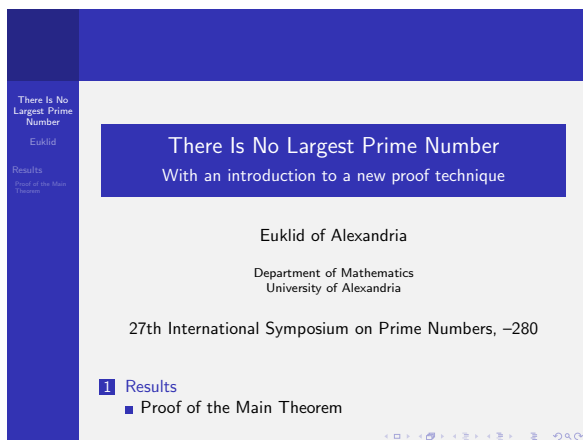 There Is No
Largest Prime
Number
Euklid
Results
Proof of the Main
Theorem
There Is No Largest Prime Number
With an introduction to a new proof technique
Euklid of Alexandria
Department of Mathematics
University of Alexandria
27th International Symposium on Prime Numbers, –280
1 Results
Proof of the Main Theorem